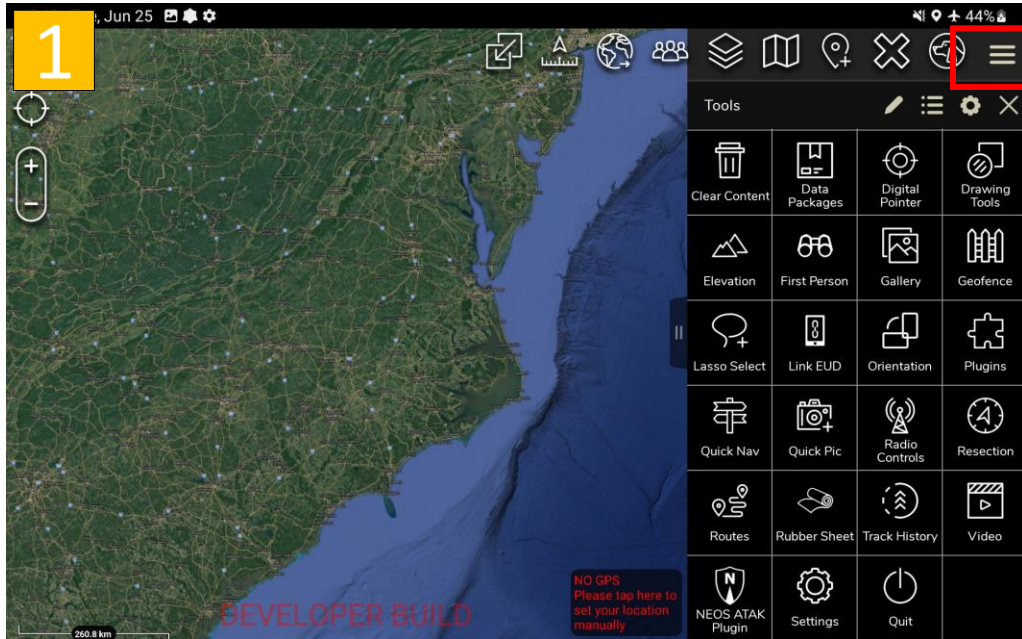 1
, Jun 25
44%
Tools
Clear Content
Data
Packages
Digital
Pointer
Drawing
Tools
Elevation
First Person
Gallery
Geofence
Lasso Select
Link EUD
Orientation
Plugins
Quick Nav
Quick Pic
Radio
Controls
Resection
Routes
Rubber Sheet
Track History
Video
N
NEOS ATAK
Plugin
Settings
Quit
NO GPS
Please tap here to
set your location
manually
DEVELOPER BUILD
260.8 km